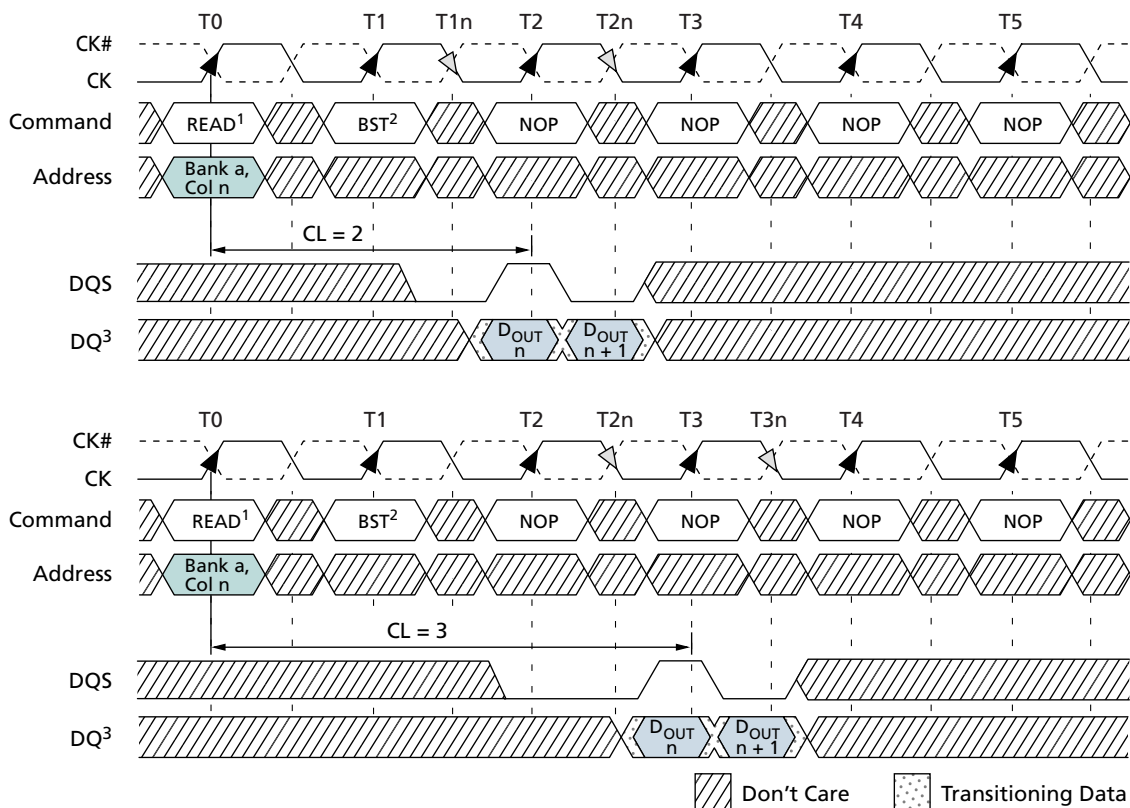 T0 T1 T1n T2 T2n T3 T4 T5
CK#
CK
Command READ1 BST2 NOP NOP NOP NOP
Address Bank a,
Col n
CL = 2
DQS
DQ3 DOUT
n DOUT
n + 1
T0 T1 T2 T2n T3 T3n T4 T5
CK#
CK
Command READ1 BST2 NOP NOP NOP NOP
Address Bank a,
Col n
CL = 3
DQS
DQ3 DOUT
n DOUT
n + 1
Don't Care Transitioning Data